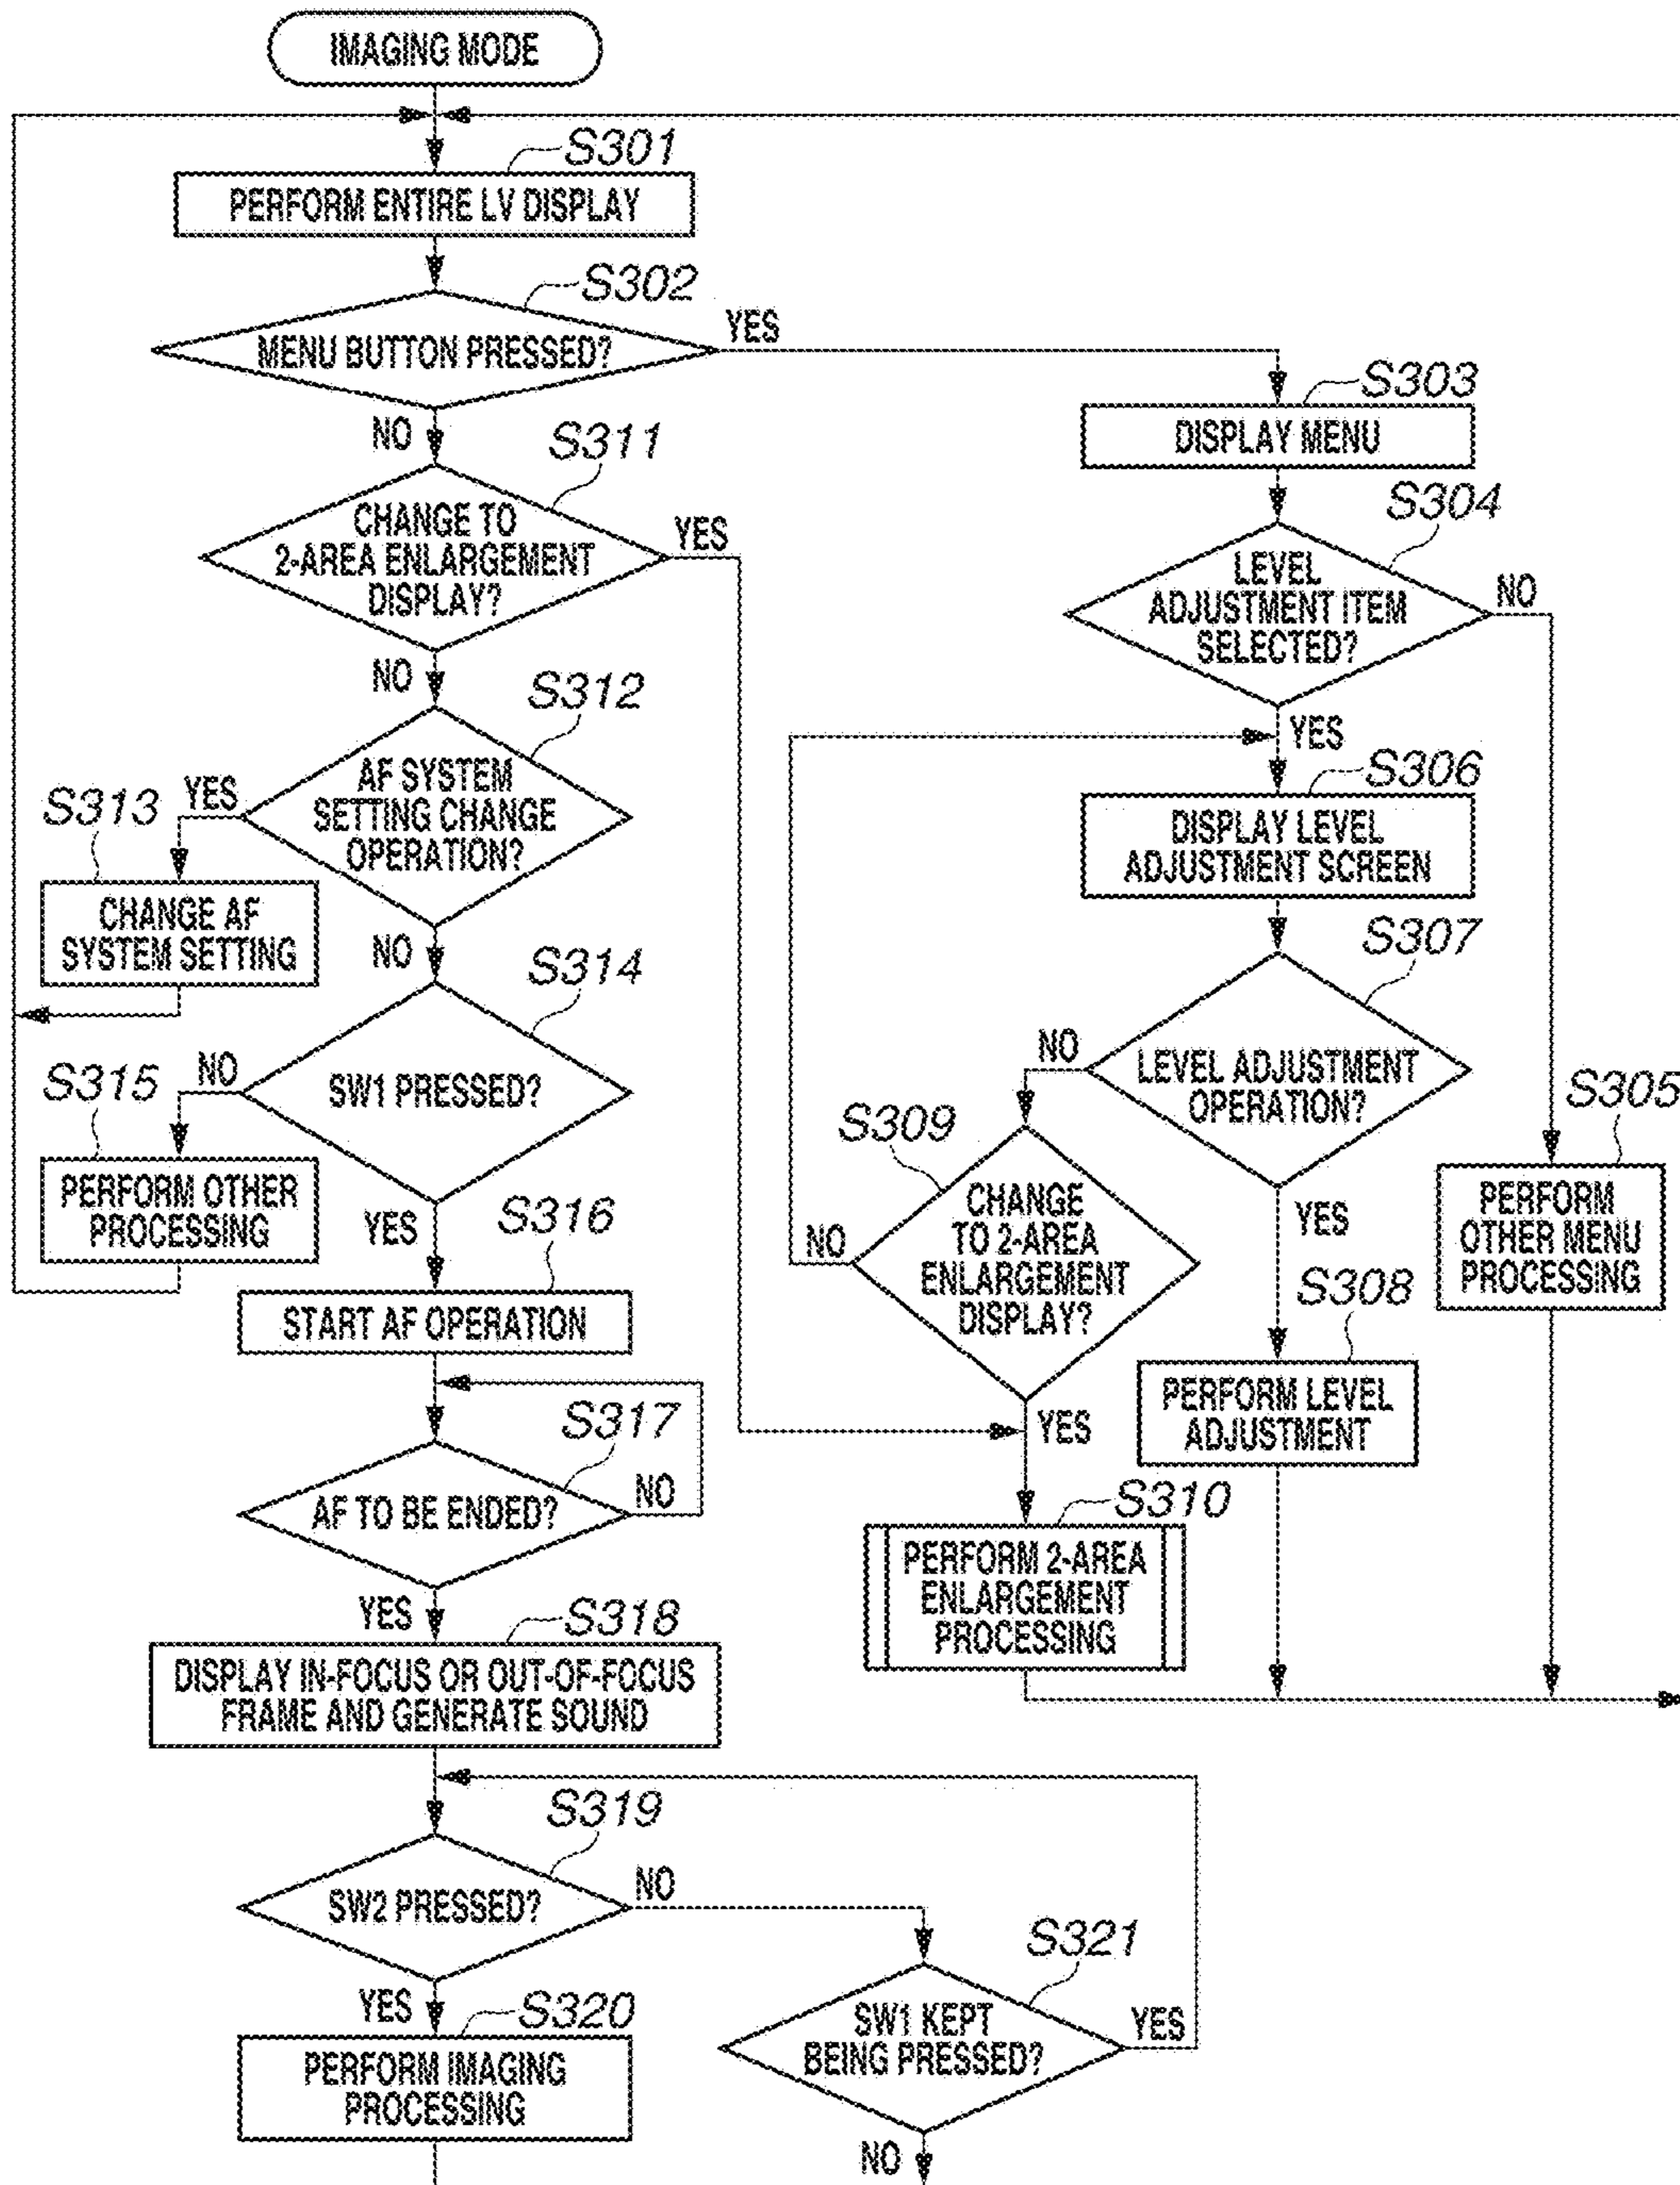 IMAGING MODE
S301
PERFORM ENTIRE LV DISPLAY
S302
MENU BUTTON PRESSED?
YES
NO
S303
DISPLAY MENU
S311
CHANGE TO
2-AREA ENLARGEMENT
DISPLAY?
YES
NO
S304
LEVEL
ADJUSTMENT ITEM
SELECTED?
NO
YES
S312
AF SYSTEM
SETTING CHANGE
OPERATION?
YES
NO
S313
CHANGE AF
SYSTEM SETTING
S306
DISPLAY LEVEL
ADJUSTMENT SCREEN
S314
SW1 PRESSED?
NO
YES
S315
PERFORM OTHER
PROCESSING
S307
LEVEL ADJUSTMENT
OPERATION?
NO
YES
S305
PERFORM
OTHER MENU
PROCESSING
S309
CHANGE
TO 2-AREA
ENLARGEMENT
DISPLAY?
NO
YES
S316
START AF OPERATION
S308
PERFORM LEVEL
ADJUSTMENT
S317
AF TO BE ENDED?
NO
YES
S310
PERFORM 2-AREA
ENLARGEMENT
PROCESSING
S318
DISPLAY IN-FOCUS OR OUT-OF-FOCUS
FRAME AND GENERATE SOUND
S319
SW2 PRESSED?
NO
YES
S321
SW1 KEPT
BEING PRESSED?
YES
NO
S320
PERFORM IMAGING
PROCESSING